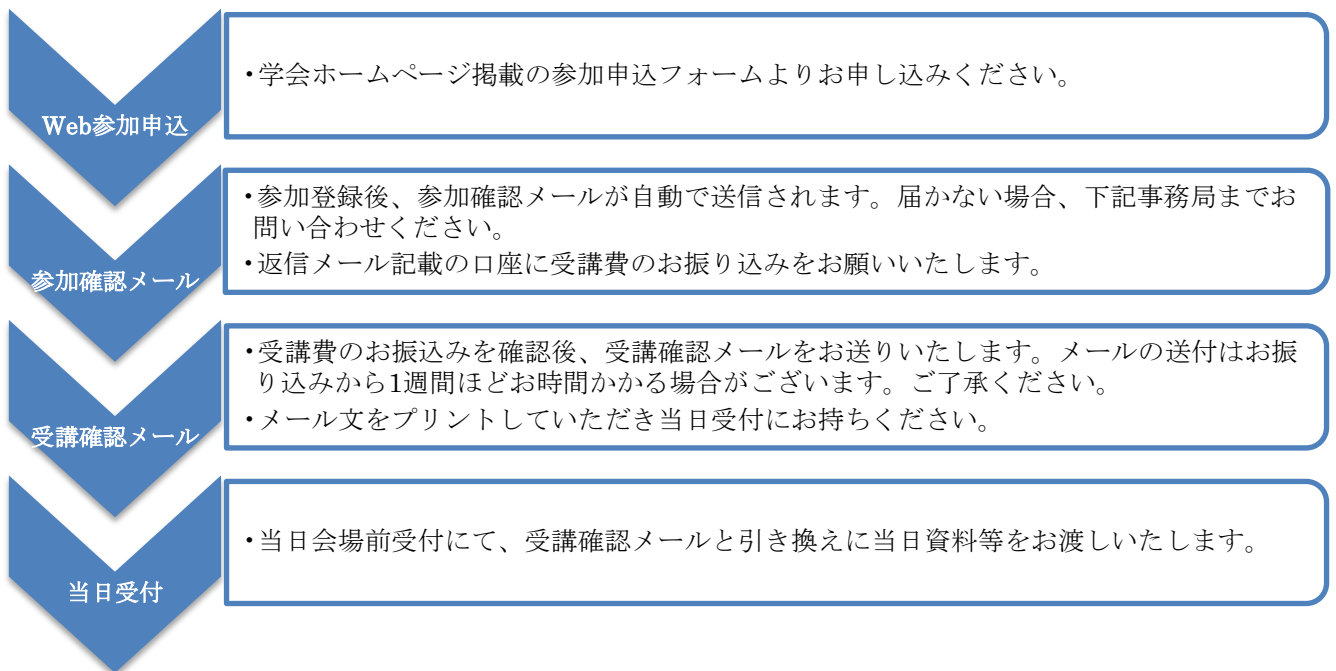 Web参加申込
・学会ホームページ掲載の参加申込フォームよりお申し込みください。
参加確認メール
・参加登録後、参加確認メールが自動で送信されます。届かない場合、下記事務局までお
問い合わせください。
・返信メール記載の口座に受講費のお振り込みをお願いいたします。
受講確認メール
・受講費のお振込みを確認後、受講確認メールをお送りいたします。メールの送付はお振
り込みから1週間ほどお時間かかる場合がございます。ご了承ください。
・メール文をプリントしていただき当日受付にお持ちください。
当日受付
・当日会場前受付にて、受講確認メールと引き換えに当日資料等をお渡しいたします。